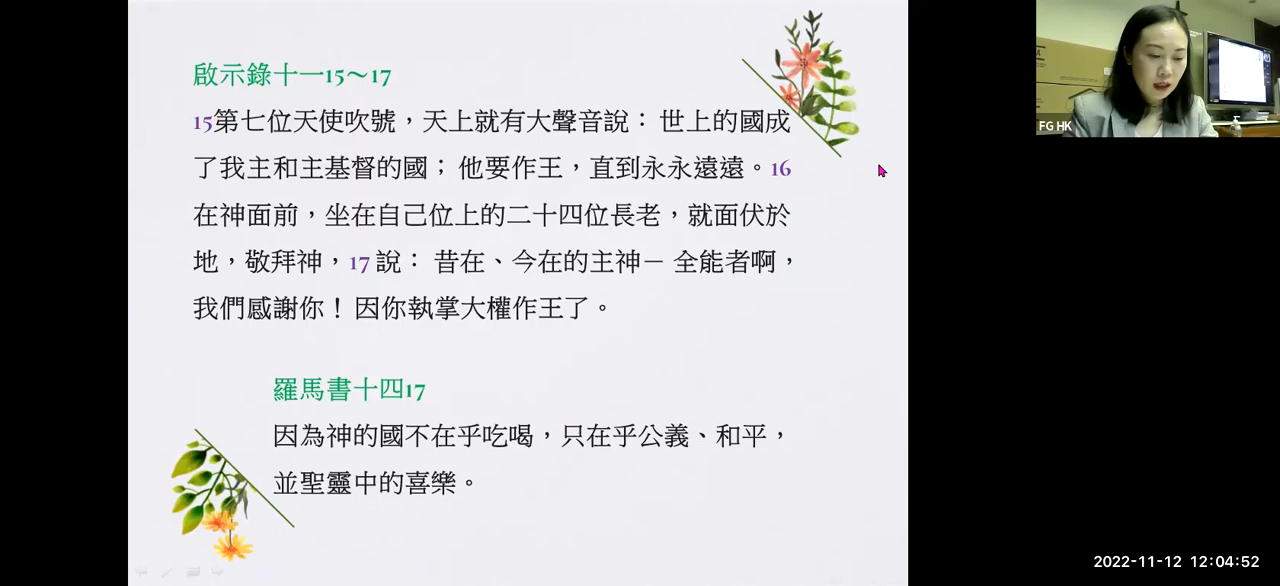 啟示錄十一15～17
15第七位天使吹號，天上就有大聲音說： 世上的國成
了我主和主基督的國； 他要作王，直到永永遠遠。16
在神面前，坐在自己位上的二十四位長老，就面伏於
地，敬拜神，17 說： 昔在、今在的主神－ 全能者啊，
我們感謝你！ 因你執掌大權作王了。
羅馬書十四17
因為神的國不在乎吃喝，只在乎公義、和平，
並聖靈中的喜樂。
FG HK
2022-11-12 12:04:52